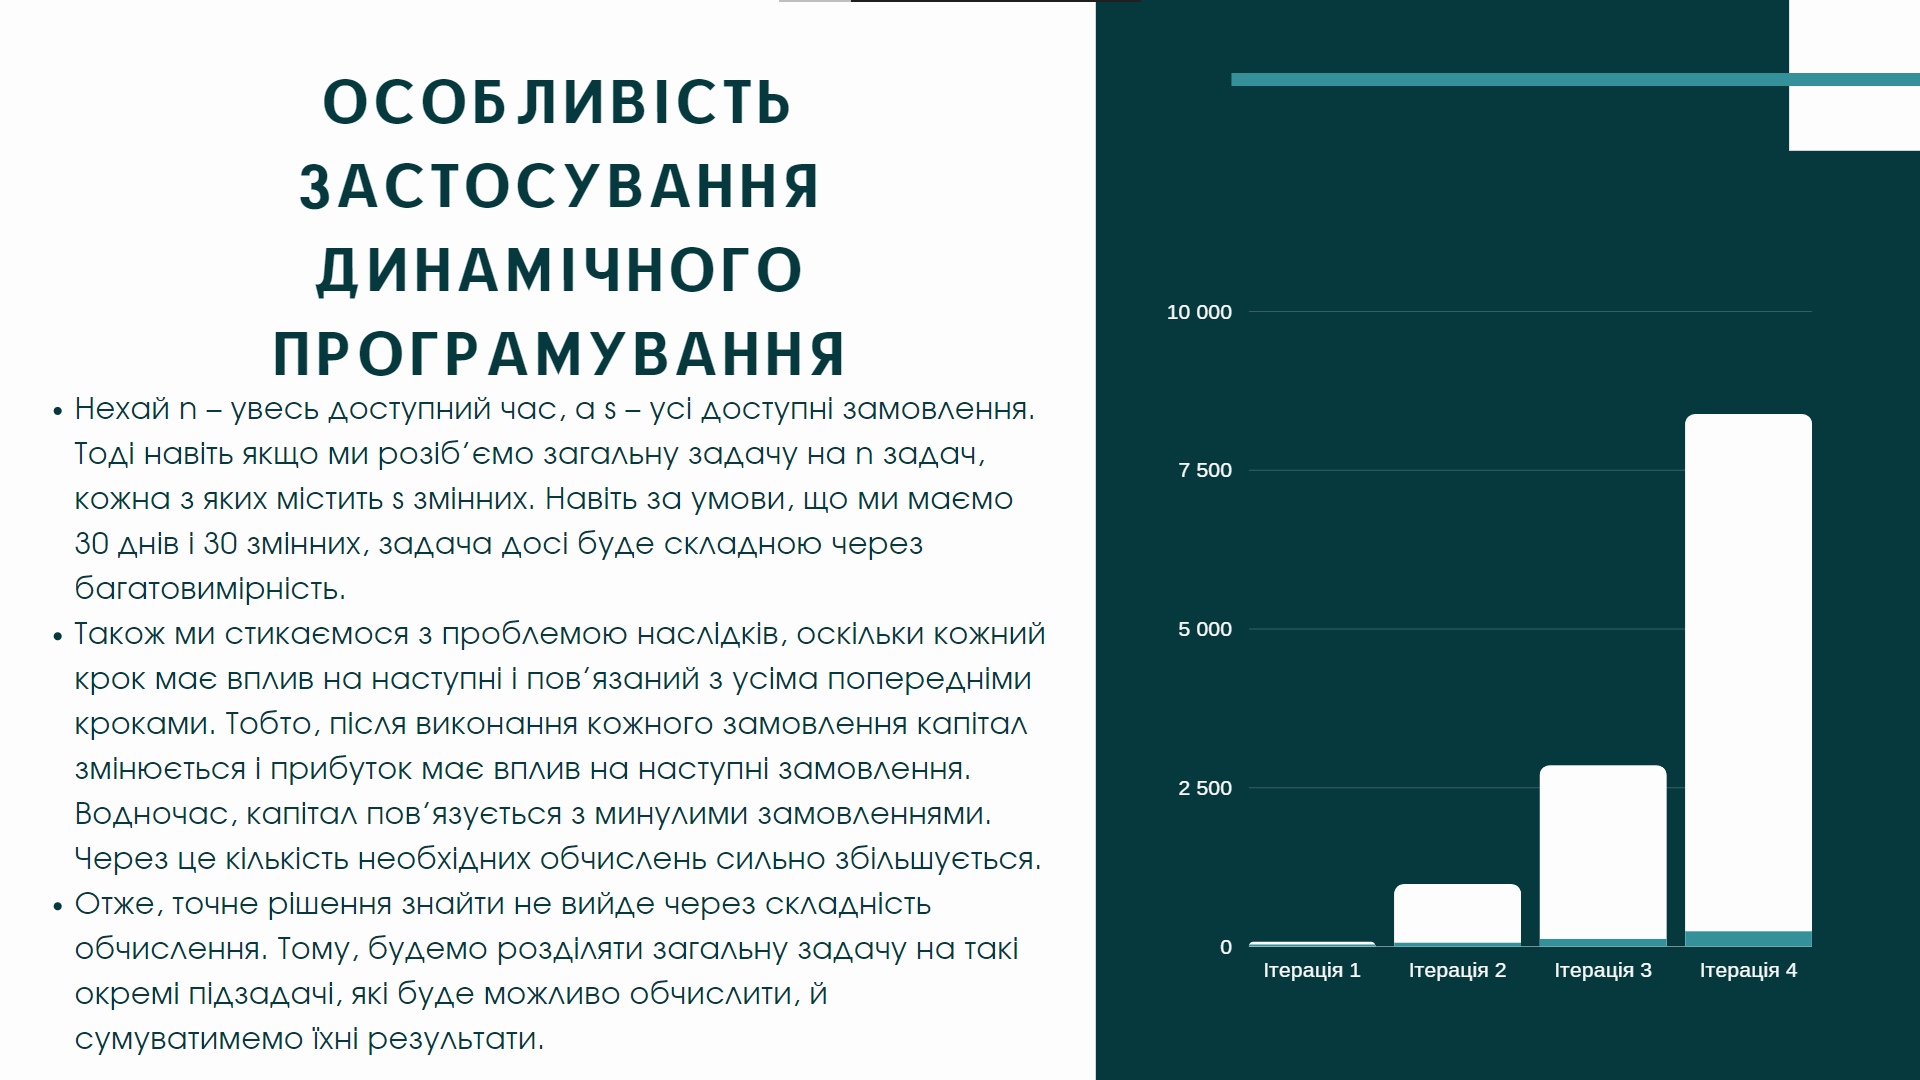 ОСОБЛИВІСТЬ
ЗАСТОСУВАННЯ
ДИНАМІЧНОГО
ПРОГРАМУВАННЯ
• Нехай n – увесь доступний час, а s – усі доступні замовлення.
Тоді навіть якщо ми розіб’ємо загальну задачу на n задач,
кожна з яких містить s змінних. Навіть за умови, що ми маємо
30 днів і 30 змінних, задача досі буде складною через
багатовимірність.
• Також ми стикаємося з проблемою наслідків, оскільки кожний
крок має вплив на наступні і пов’язаний з усіма попередніми
кроками. Тобто, після виконання кожного замовлення капітал
змінюється і прибуток має вплив на наступні замовлення.
Водночас, капітал пов’язується з минулими замовленнями.
Через це кількість необхідних обчислень сильно збільшується.
• Отже, точне рішення знайти не вийде через складність
обчислення. Тому, будемо розділяти загальну задачу на такі
окремі підзадачі, які буде можливо обчислити, й
сумуватимемо їхні результати.
10 000
7 500
5 000
2 500
0
Ітерація 1 Ітерація 2 Ітерація 3 Ітерація 4